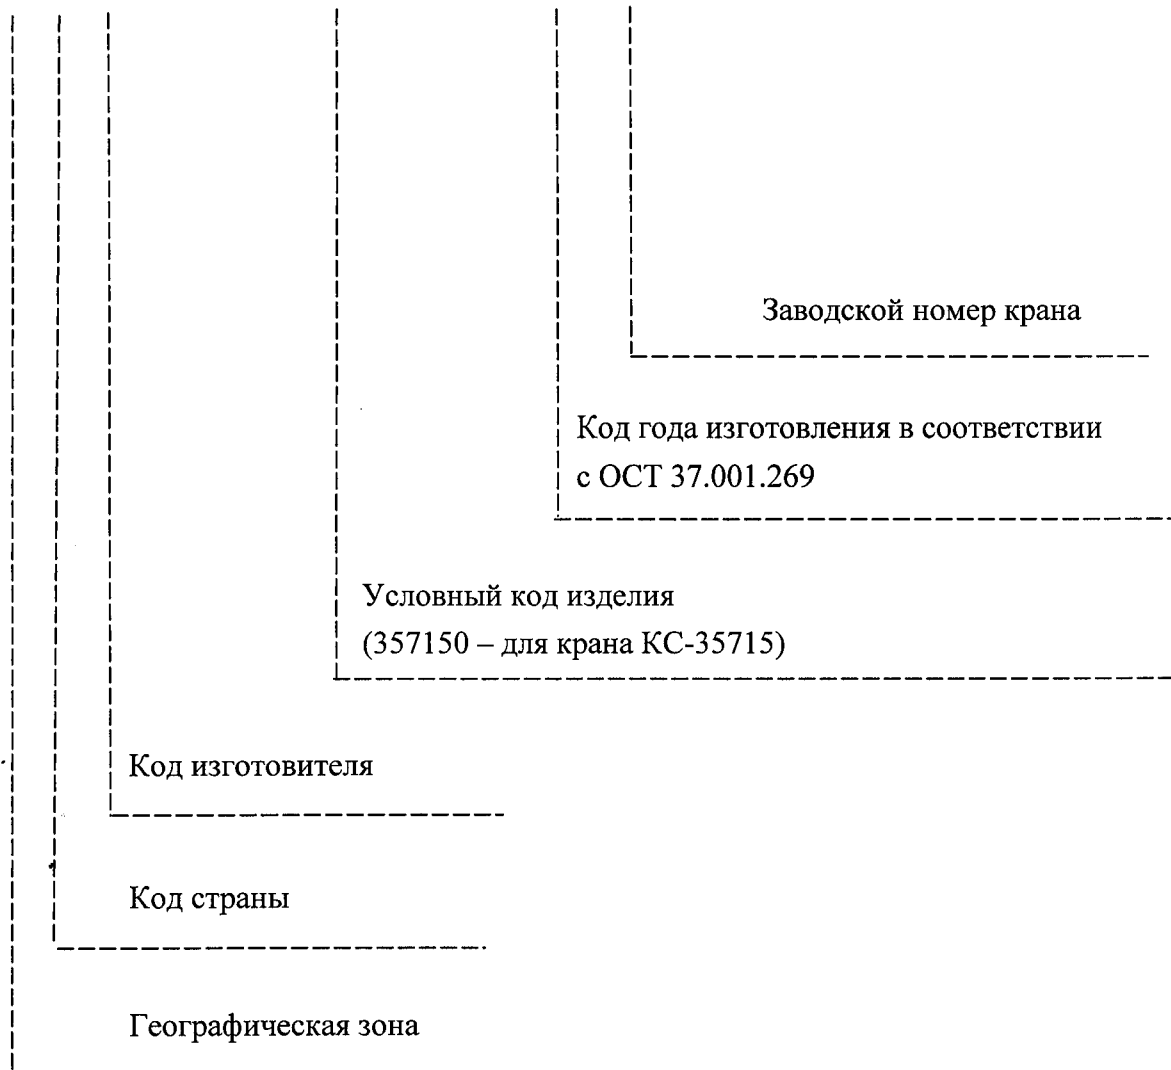 Заводской номер крана
Код года изготовления в соответствии
с ОСТ 37.001.269
Условный код изделия
(357150 – для крана КС-35715)
Код изготовителя
Код страны
Географическая зона